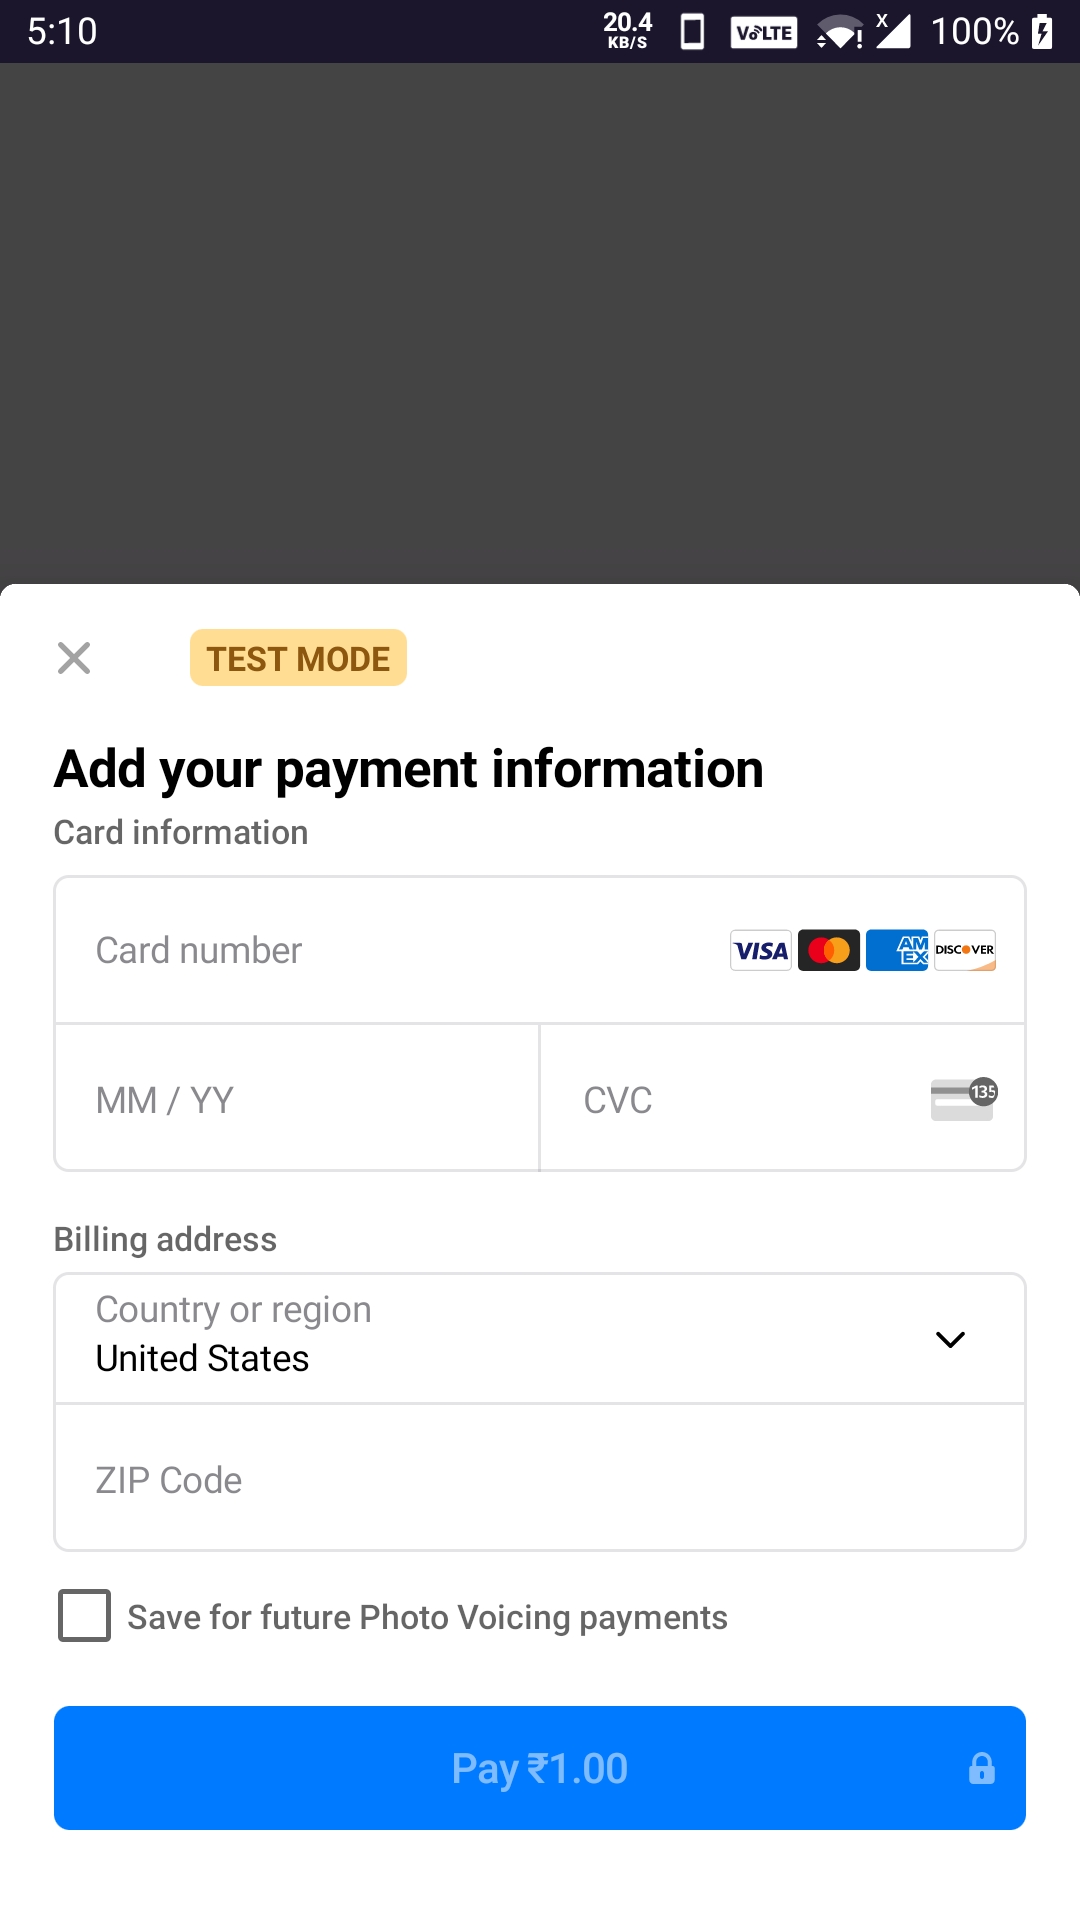 5:10 20.4 KB/S VoLTE X 100%
TEST MODE
Add your payment information
Card information
Card number VISA AM EX DISCOVER
MM / YY CVC 135
Billing address
Country or region
United States
ZIP Code
Save for future Photo Voicing payments
Pay ₹1.00